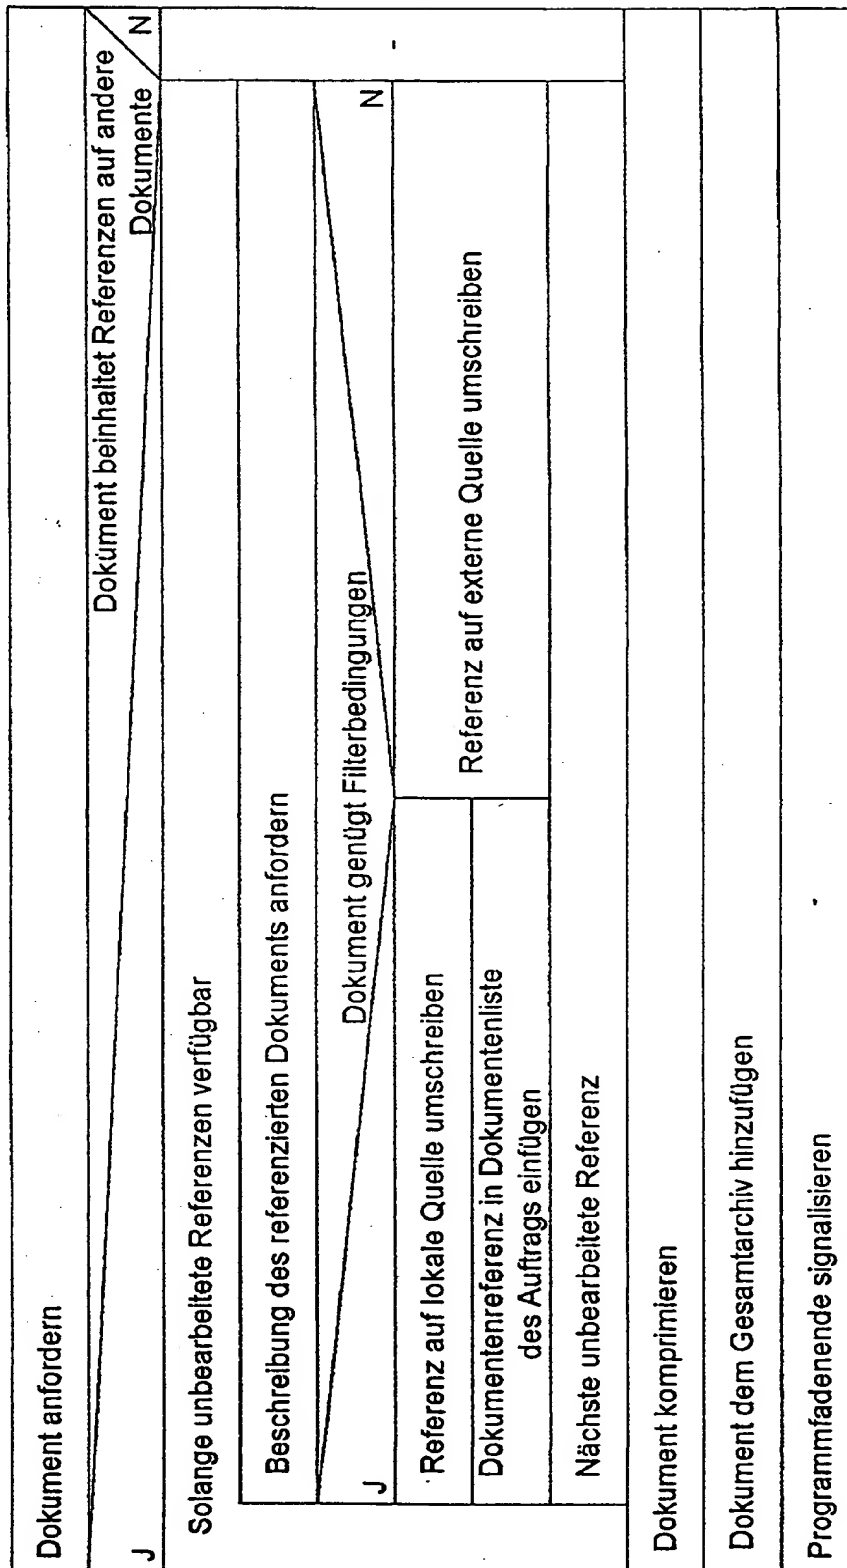 Dokument anfordern
Dokument beinhaltet Referenzen auf andere
Dokumente
J
N
Solange unbearbeitete Referenzen verfügbar
Beschreibung des referenzierten Dokuments anfordern
Dokument genügt Filterbedingungen
J
N
Referenz auf lokale Quelle umschreiben
Dokumentenreferenz in Dokumentenliste
des Auftrags einfügen
Referenz auf externe Quelle umschreiben
Nächste unbearbeitete Referenz
Dokument komprimieren
Dokument dem Gesamtarchiv hinzufügen
Programmfadenende signalisieren